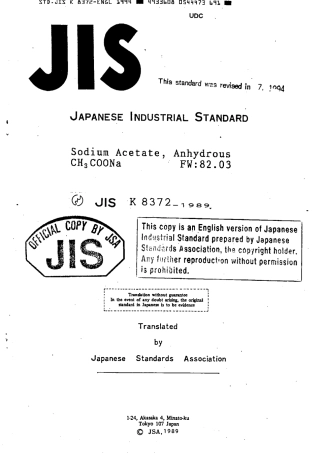 STD.JIS K 8372-ENGL 1994 ■ 4933608 0544973 691 ■
UDC
JIS
This standard was revised in 7, 1994
JAPANESE INDUSTRIAL STANDARD
Sodium Acetate, Anhydrous
CH₃COONa FW:82.03
JIS K 8372-1989
OFFICIAL COPY BY JSA
JIS
This copy is an English version of Japanese
Industrial Standard prepared by Japanese
Standards Association, the copyright holder.
Any further reproduction without permission
is prohibited.
Translation without guarantee
In the event of any doubt arising, the original
standard in Japanese is to be evidence
Translated
by
Japanese Standards Association
1-24, Akasaka 4, Minato-ku
Tokyo 107 Japan
© JSA, 1989